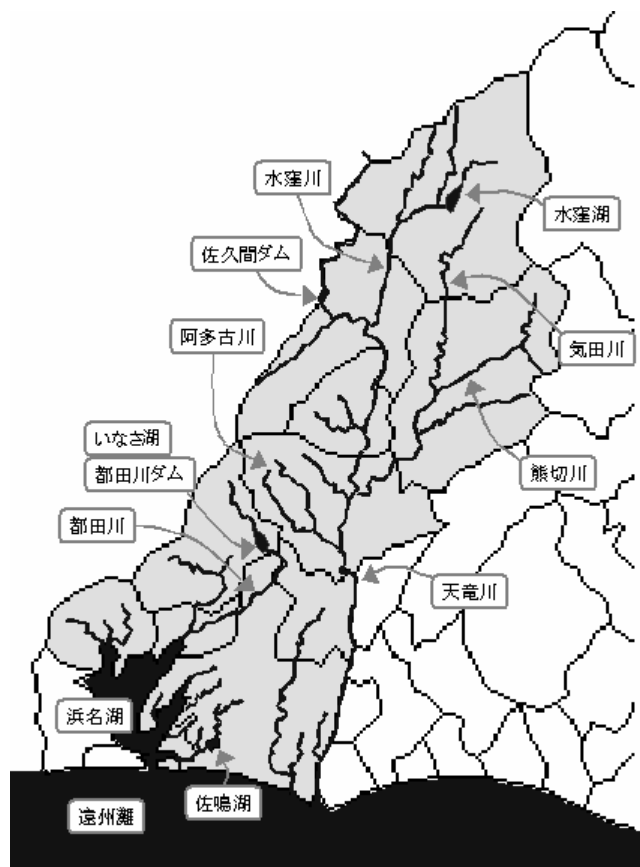 水窪川
水窪湖
佐久間ダム
阿多古川
気田川
いなさ湖
都田川ダム
熊切川
都田川
天竜川
浜名湖
佐鳴湖
遠州灘